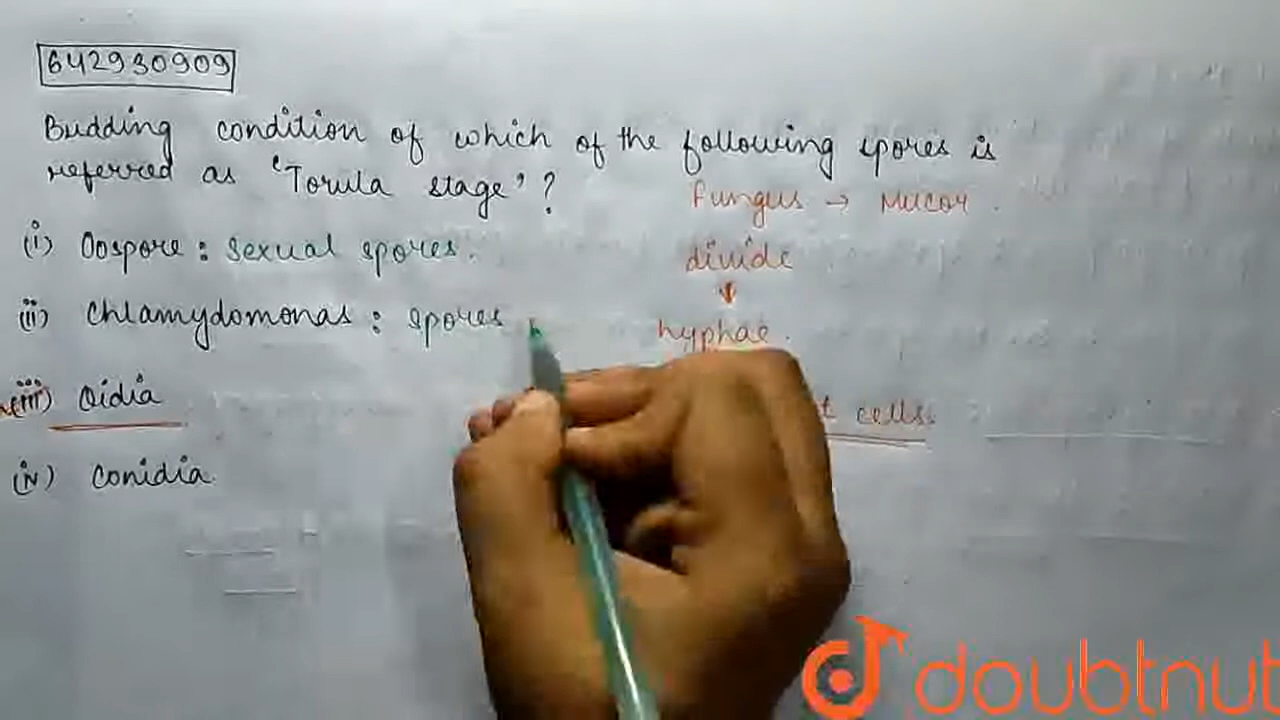 642930909
Budding condition of which of the following spores is
referred as 'Torula stage' ?
fungus → Mucor.
(i) Oospore : Sexual spores.
divide
(ii) Chlamydomonas : spores
hyphae.
(iii) Oidia
cells.
(iv) Conidia.
doubtnut